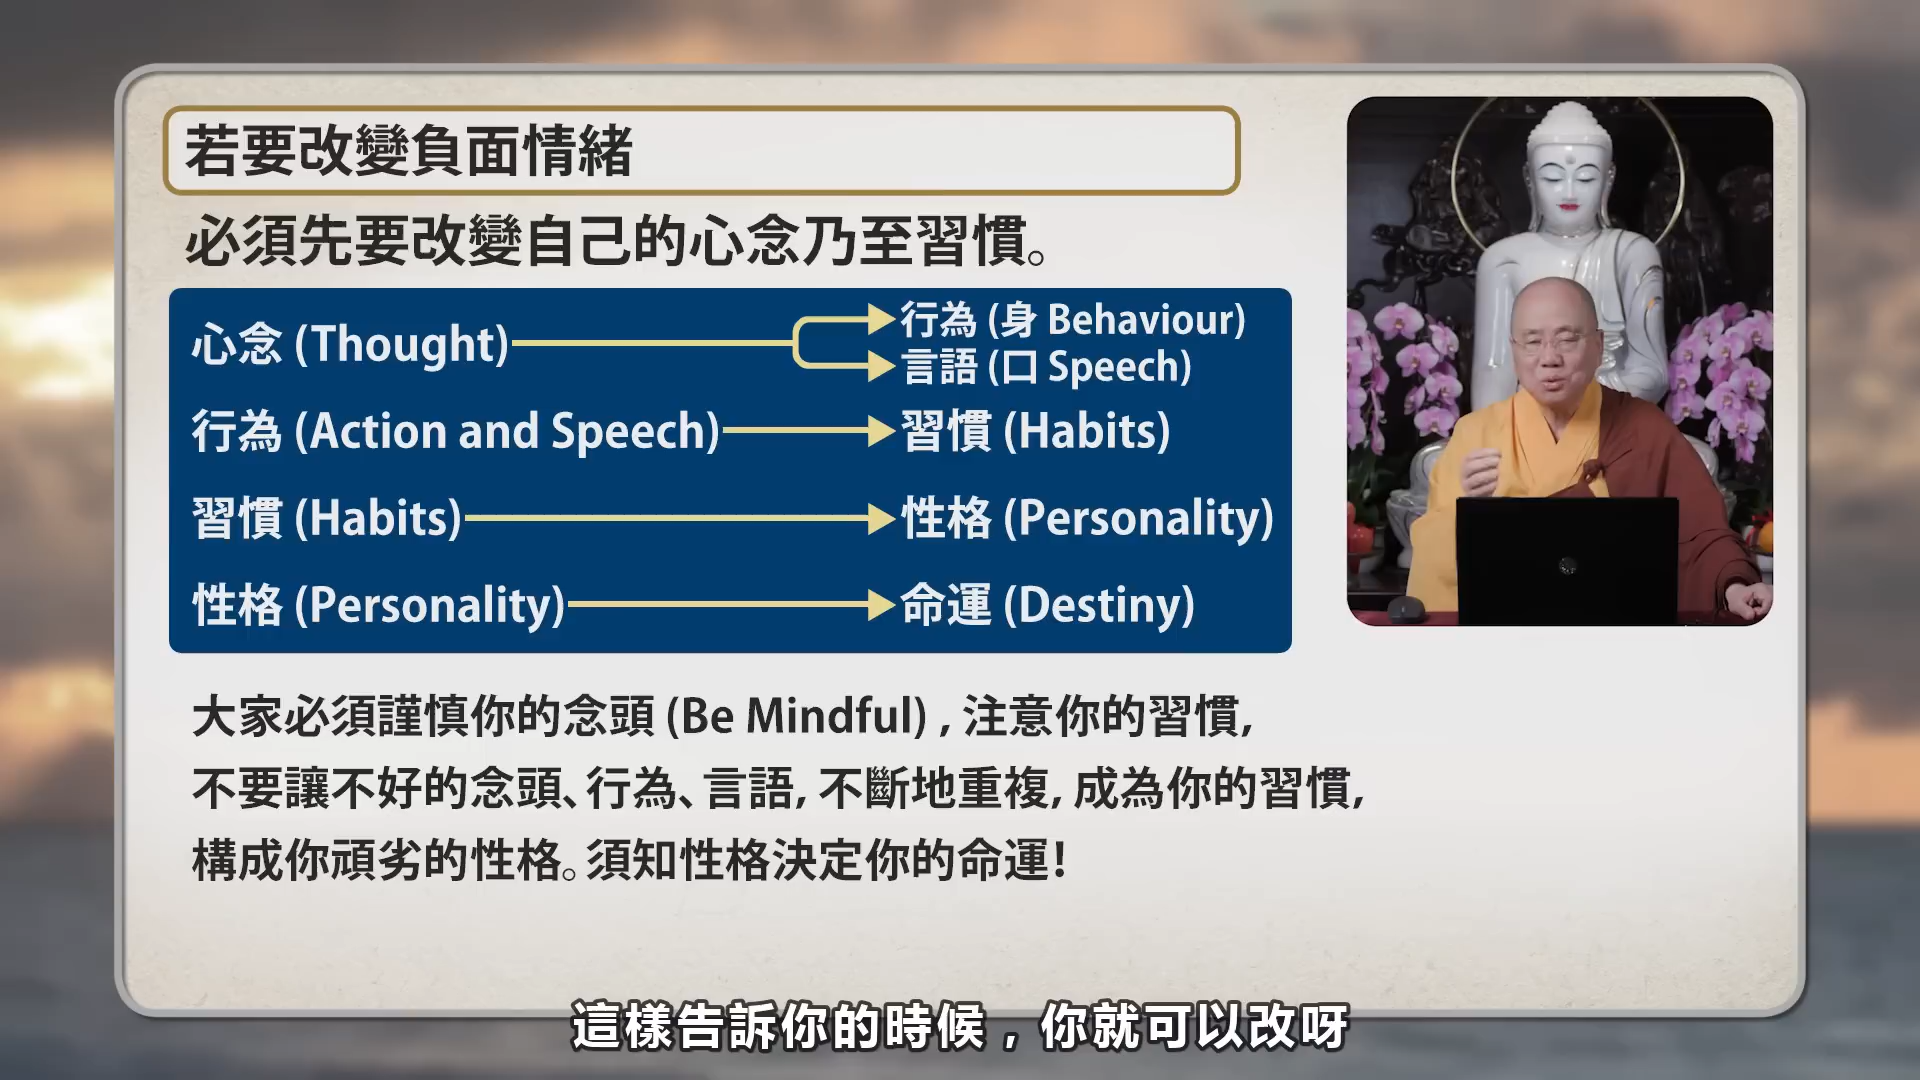 若要改變負面情緒
必須先要改變自己的心念乃至習慣。
心念 (Thought)
行為 (身 Behaviour)
言語 (口 Speech)
行為 (Action and Speech)
習慣 (Habits)
習慣 (Habits)
性格 (Personality)
性格 (Personality)
命運 (Destiny)
大家必須謹慎你的念頭 (Be Mindful) , 注意你的習慣,
不要讓不好的念頭、行為、言語, 不斷地重複, 成為你的習慣,
構成你頑劣的性格。須知性格決定你的命運!
這樣告訴你的時候，你就可以改呀